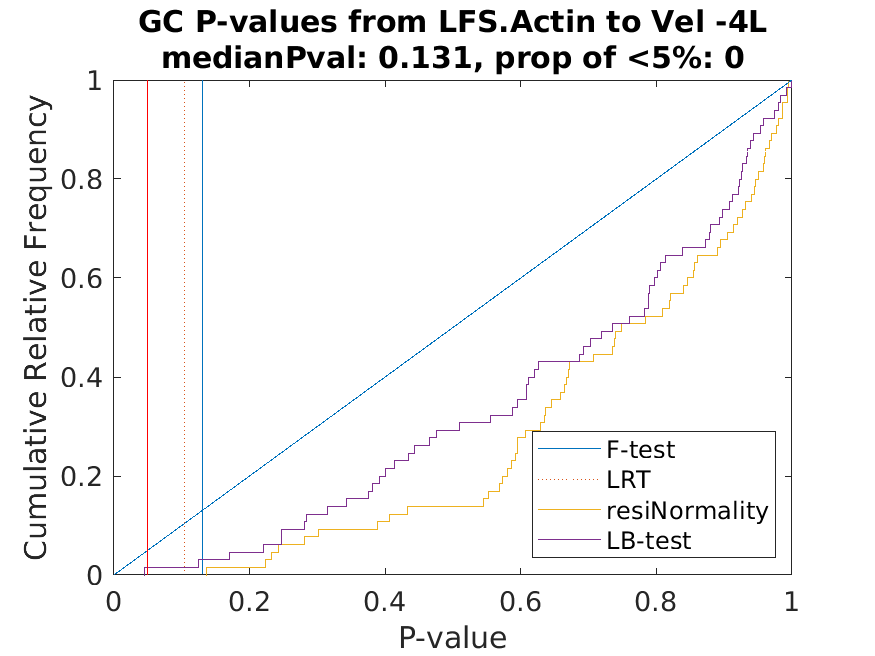 GC P-values from LFS.Actin to Vel -4L
medianPval: 0.131, prop of <5%: 0
Cumulative Relative Frequency
1
0.8
0.6
0.4
0.2
0
0 0.2 0.4 0.6 0.8 1
P-value
F-test
LRT
resiNormality
LB-test